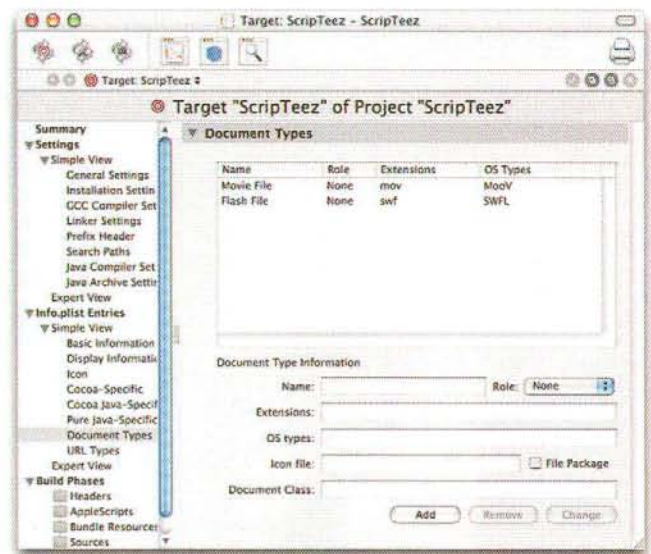 Target: ScripTeez - ScripTeez
Target: ScripTeez
Target "ScripTeez" of Project "ScripTeez"
Summary
Settings
Simple View
General Settings
Installation Settin
GCC Compiler Set
Linker Settings
Prefix Header
Search Paths
Java Compiler Set
Java Archive Settin
Expert View
Info.plist Entries
Simple View
Basic Information
Display Informatic
Icon
Cocoa-Specific
Cocoa Java-Specif
Pure Java-Specific
Document Types
URL Types
Expert View
Build Phases
Headers
AppleScripts
Bundle Resources
Sources
Document Types
Name Role Extensions OS Types
Movie File None mov MooV
Flash File None swf SWFL
Document Type Information
Name: Role: None
Extensions:
OS types:
Icon file: File Package
Document Class:
Add Remove Change